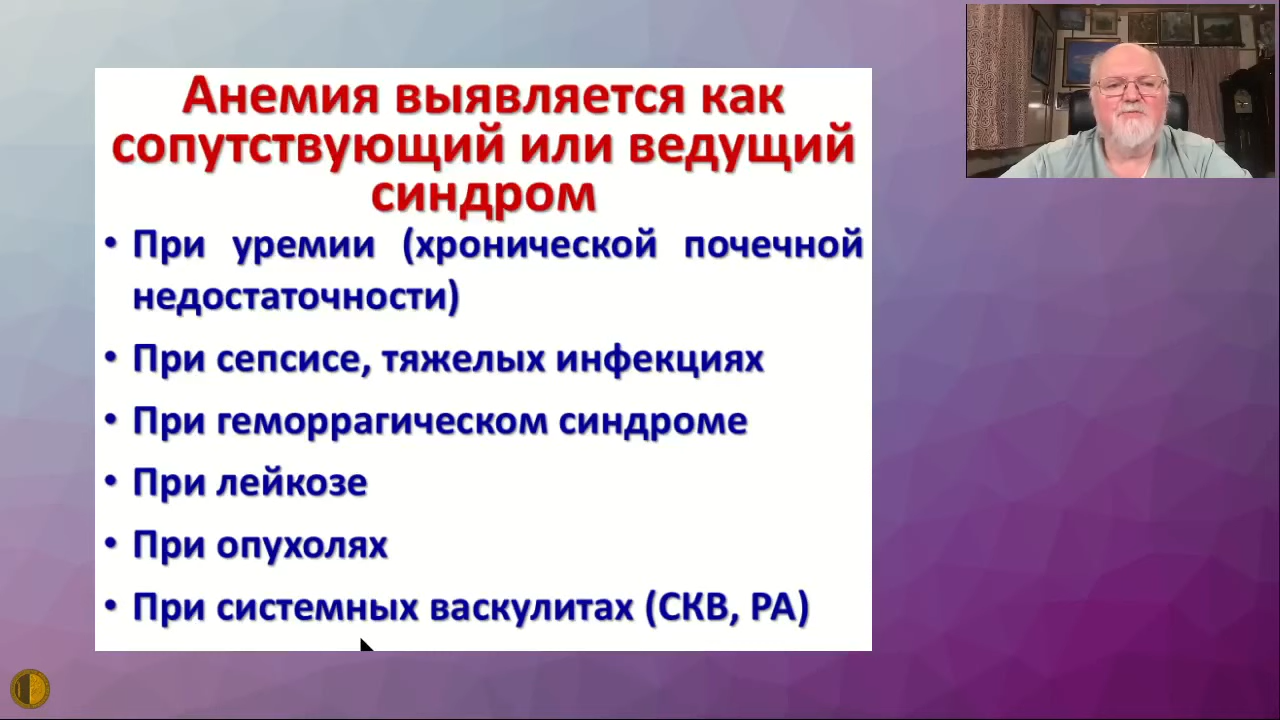 Анемия выявляется как
сопутствующий или ведущий
синдром
• При уремии (хронической почечной
недостаточности)
• При сепсисе, тяжелых инфекциях
• При геморрагическом синдроме
• При лейкозе
• При опухолях
• При системных васкулитах (СКВ, РА)